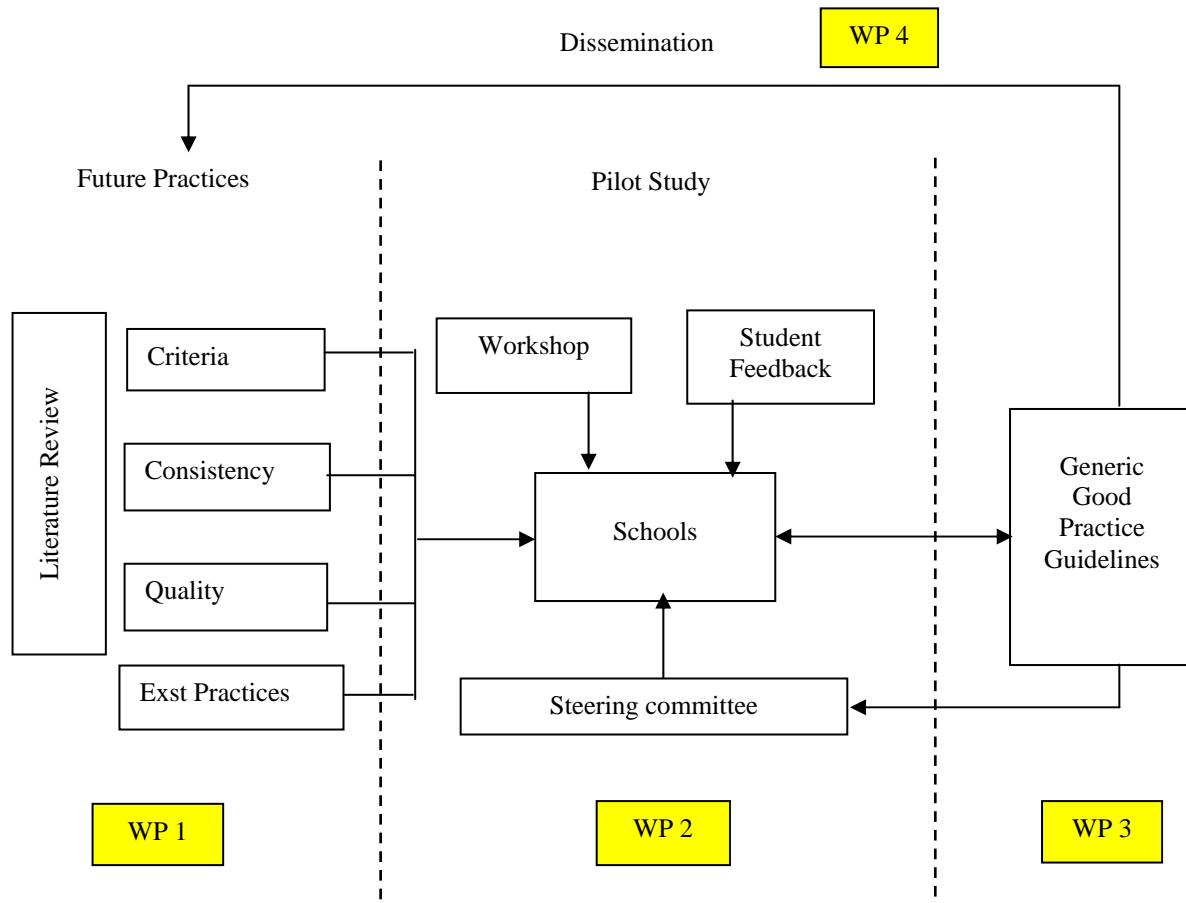 Dissemination
WP 4
Future Practices
Pilot Study
Literature Review
Criteria
Consistency
Quality
Exst Practices
Workshop
Student
Feedback
Schools
Steering committee
Generic
Good
Practice
Guidelines
WP 1
WP 2
WP 3